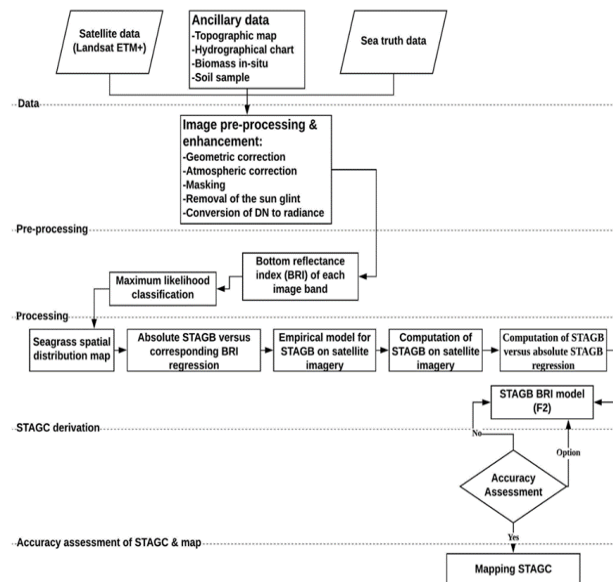 Satellite data
(Landsat ETM+)
Ancillary data
-Topographic map
-Hydrographical chart
-Biomass in-situ
-Soil sample
Sea truth data
Data
Image pre-processing &
enhancement:
-Geometric correction
-Atmospheric correction
-Masking
-Removal of the sun glint
-Conversion of DN to radiance
Pre-processing
Bottom reflectance
index (BRI) of each
image band
Maximum likelihood
classification
Processing
Seagrass spatial
distribution map
Absolute STAGB versus
corresponding BRI
regression
Empirical model for
STAGB on satellite
imagery
Computation of
STAGB on satellite
imagery
Computation of STAGB
versus absolute STAGB
regression
STAGB BRI model
(F2)
STAGC derivation
No
Option
Accuracy
Assessment
Yes
Accuracy assessment of STAGC & map
Mapping STAGC